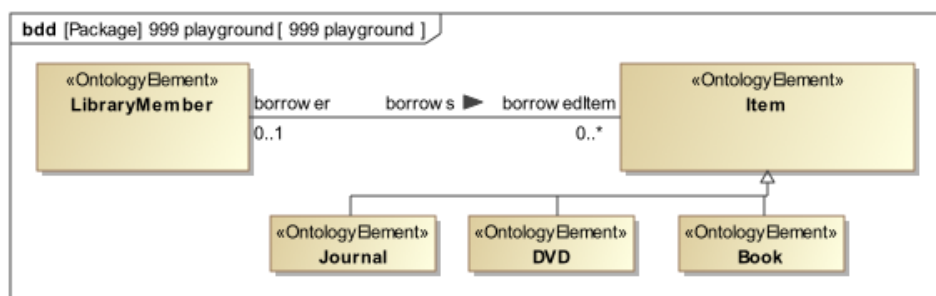 bdd [Package] 999 playground [ 999 playground ]
«OntologyElement»
LibraryMember
borrower
borrows ►
borrowedItem
0..1
0..*
«OntologyElement»
Item
«OntologyElement»
Journal
«OntologyElement»
DVD
«OntologyElement»
Book